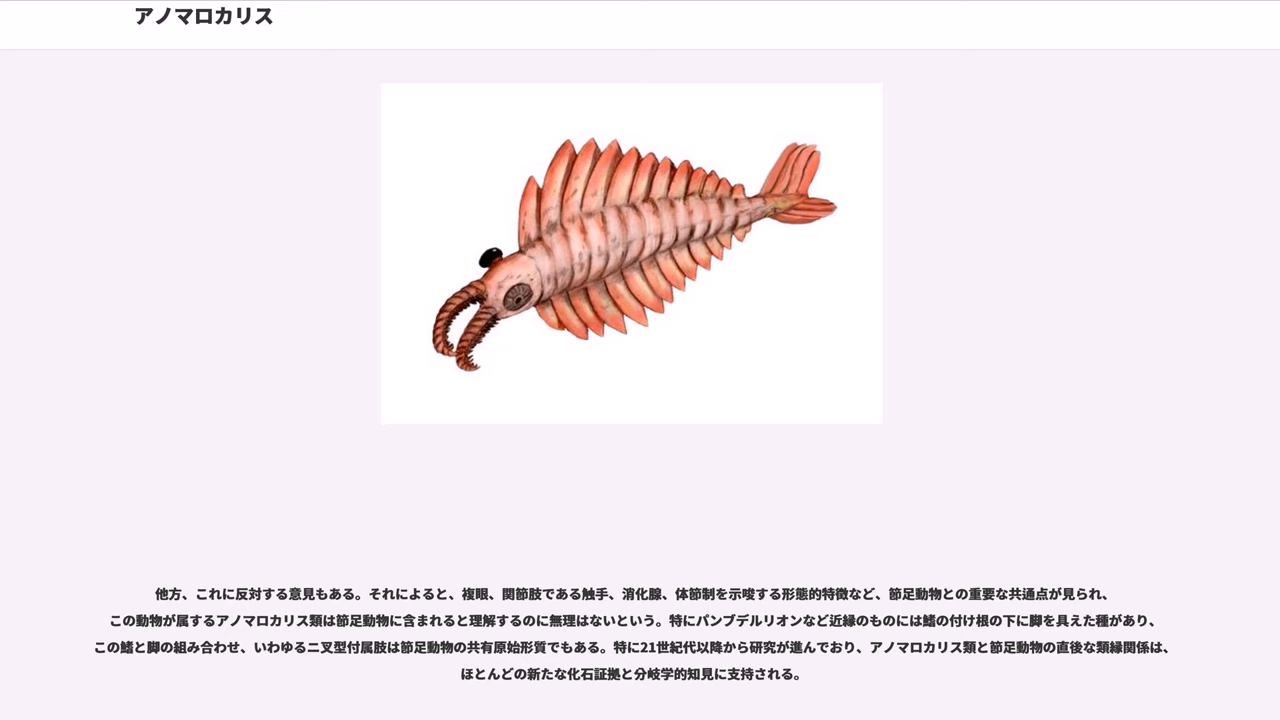 アノマロカリス
他方、これに反対する意見もある。それによると、複眼、関節肢である触手、消化腺、体節制を示唆する形態的特徴など、節足動物との重要な共通点が見られ、
この動物が属するアノマロカリス類は節足動物に含まれると理解するのに無理はないという。特にパンブデルリオンなど近縁のものには鰭の付け根の下に脚を具えた種があり、
この鰭と脚の組み合わせ、いわゆる二叉型付属肢は節足動物の共有原始形質でもある。特に21世紀代以降から研究が進んでおり、アノマロカリス類と節足動物の直後な類縁関係は、
ほとんどの新たな化石証拠と分岐学的知見に支持される。